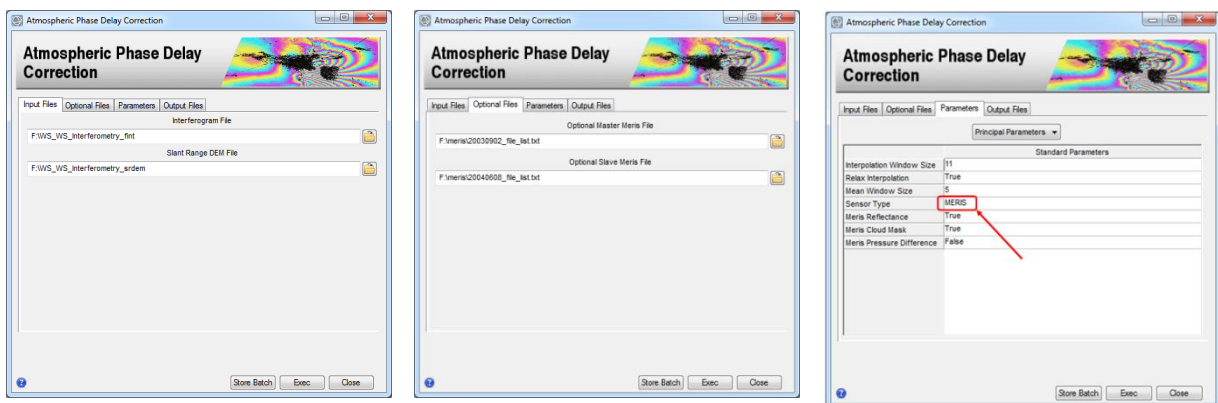 Atmospheric Phase Delay Correction
Atmospheric Phase Delay
Correction
Input Files Optional Files Parameters Output Files
Interferogram File
F:\WS_WS_Interferometry_fint
Slant Range DEM File
F:\WS_WS_Interferometry_srdem
Store Batch Exec Close
Atmospheric Phase Delay Correction
Atmospheric Phase Delay
Correction
Input Files Optional Files Parameters Output Files
Optional Master Meris File
F:\meris\20030902_file_list.txt
Optional Slave Meris File
F:\meris\20040608_file_list.txt
Store Batch Exec Close
Atmospheric Phase Delay Correction
Atmospheric Phase Delay
Correction
Input Files Optional Files Parameters Output Files
Principal Parameters
Standard Parameters
Interpolation Window Size 11
Relax Interpolation True
Mean Window Size 5
Sensor Type MERIS
Meris Reflectance True
Meris Cloud Mask True
Meris Pressure Difference False
Store Batch Exec Close